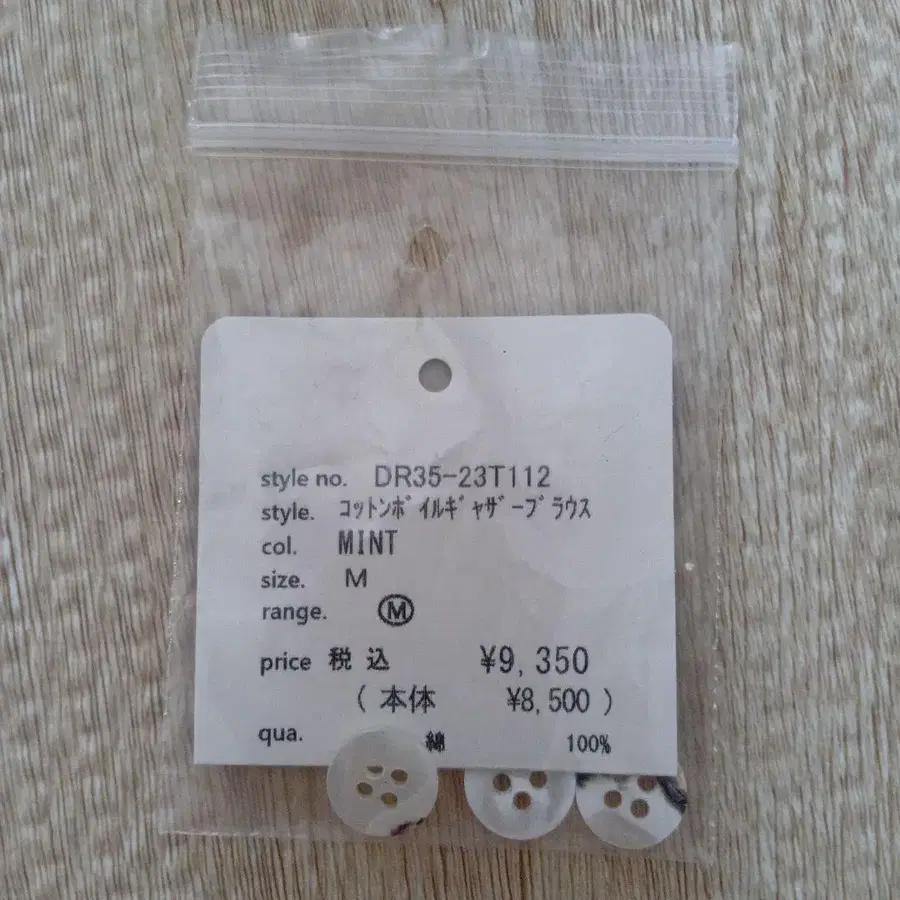 style no. DR35-23T112
style. コットンボイルギャザーブラウス
col. MINT
size. M
range. Ⓜ
price 税込 ¥9,350
(本体 ¥8,500)
qua. 綿 100%